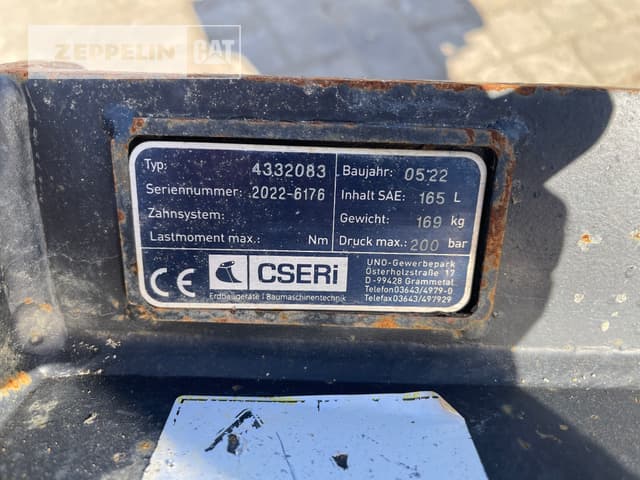 ZEPPELIN CAT
Typ: 4332083
Seriennummer: 2022-6176
Zahnsystem:
Lastmoment max.: Nm
Baujahr: 05.22
Inhalt SAE: 165 L
Gewicht: 169 kg
Druck max.: 200 bar
CE
CSERi
Erdbaugeräte | Baumaschinentechnik
UNO-Gewerbepark
Osterholzstraße 17
D-99428 Grammetal
Telefon03643/4979-0
Telefax03643/497929